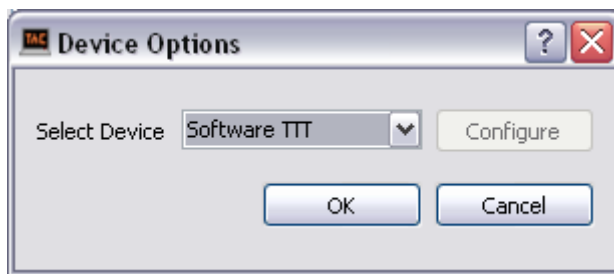 TAC Device Options
Select Device Software TTT Configure
OK Cancel